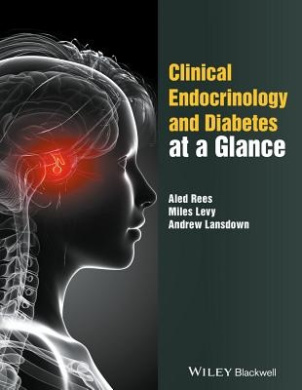 Clinical
Endocrinology
and Diabetes
at a Glance
Aled Rees
Miles Levy
Andrew Lansdown
WILEY Blackwell